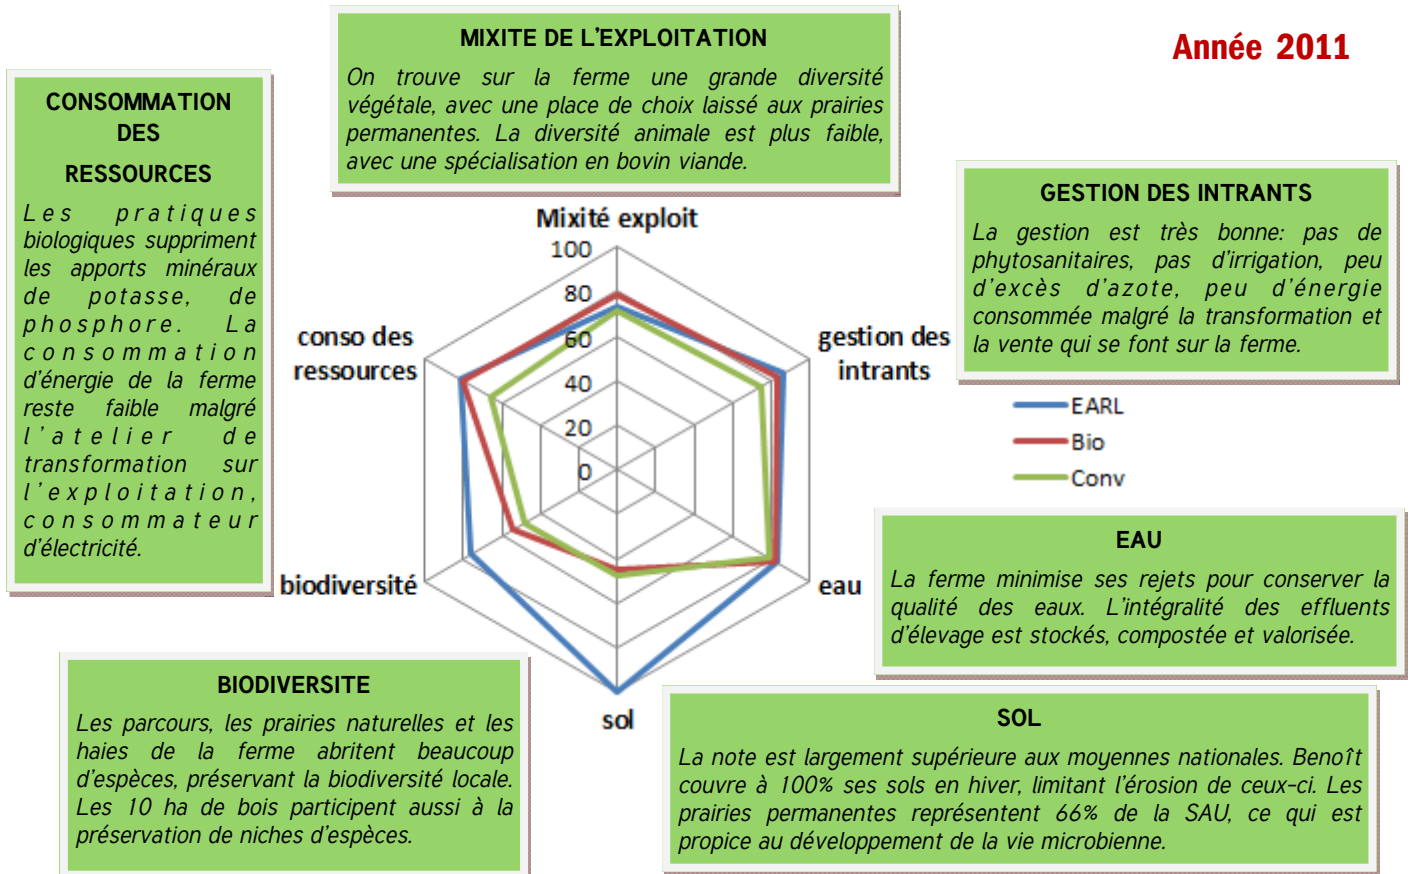 Année 2011
MIXITE DE L'EXPLOITATION
On trouve sur la ferme une grande diversité
végétale, avec une place de choix laissé aux prairies
permanentes. La diversité animale est plus faible,
avec une spécialisation en bovin viande.
CONSOMMATION
DES
RESSOURCES
Les pratiques
biologiques suppriment
les apports minéraux
de potasse, de
phosphore. La
consommation
d'énergie de la ferme
reste faible malgré
l'atelier de
transformation sur
l'exploitation,
consommateur
d'électricité.
GESTION DES INTRANTS
La gestion est très bonne: pas de
phytosanitaires, pas d'irrigation, peu
d'excès d'azote, peu d'énergie
consommée malgré la transformation et
la vente qui se font sur la ferme.
Mixité exploit
100
80
60
40
20
0
gestion des
intrants
eau
sol
biodiversité
conso des
ressources
EARL
Bio
Conv
EAU
La ferme minimise ses rejets pour conserver la
qualité des eaux. L'intégralité des effluents
d'élevage est stockés, compostée et valorisée.
BIODIVERSITE
Les parcours, les prairies naturelles et les
haies de la ferme abritent beaucoup
d'espèces, préservant la biodiversité locale.
Les 10 ha de bois participent aussi à la
préservation de niches d'espèces.
SOL
La note est largement supérieure aux moyennes nationales. Benoît
couvre à 100% ses sols en hiver, limitant l'érosion de ceux-ci. Les
prairies permanentes représentent 66% de la SAU, ce qui est
propice au développement de la vie microbienne.